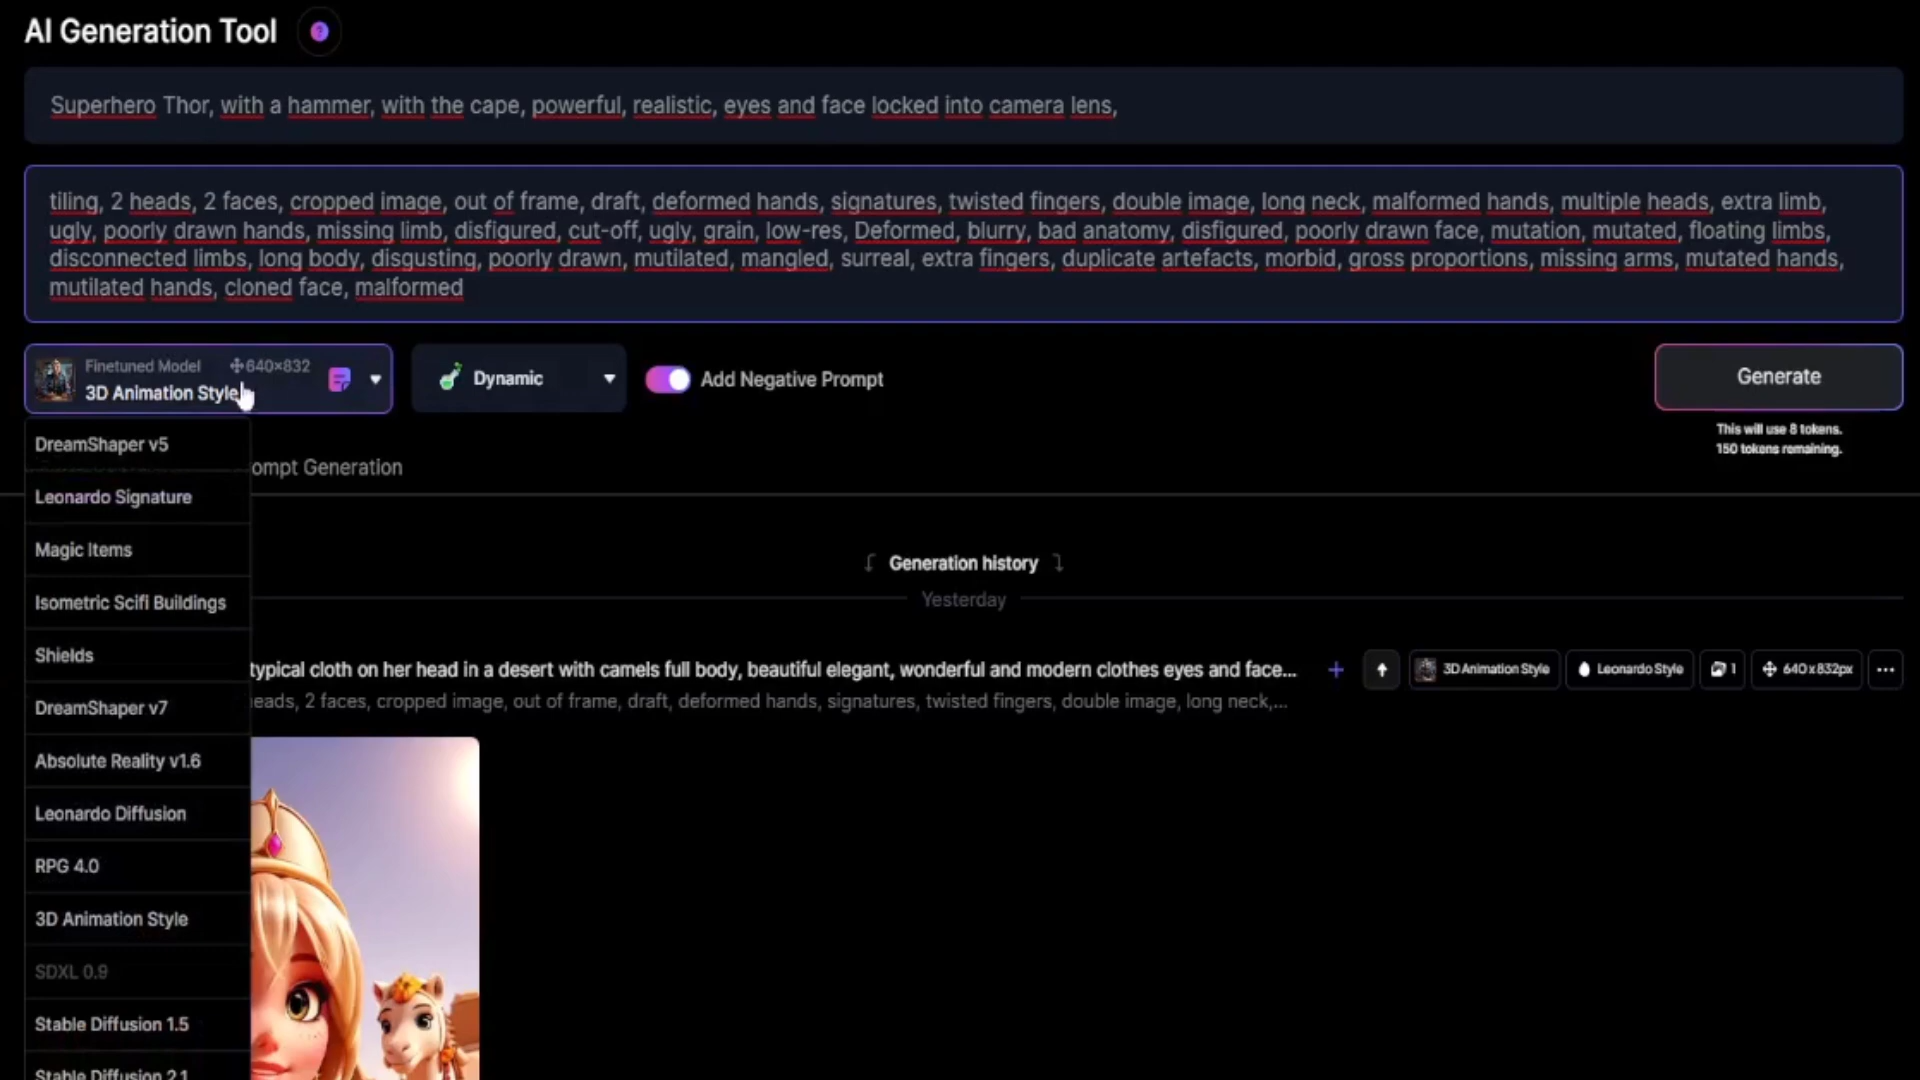 AI Generation Tool
?
Superhero Thor, with a hammer, with the cape, powerful, realistic, eyes and face locked into camera lens,
tiling, 2 heads, 2 faces, cropped image, out of frame, draft, deformed hands, signatures, twisted fingers, double image, long neck, malformed hands, multiple heads, extra limb,
ugly, poorly drawn hands, missing limb, disfigured, cut-off, ugly, grain, low-res, Deformed, blurry, bad anatomy, disfigured, poorly drawn face, mutation, mutated, floating limbs,
disconnected limbs, long body, disgusting, poorly drawn, mutilated, mangled, surreal, extra fingers, duplicate artefacts, morbid, gross proportions, missing arms, mutated hands,
mutilated hands, cloned face, malformed
Finetuned Model 640×832
3D Animation Style
Dynamic
Add Negative Prompt
Generate
This will use 8 tokens.
150 tokens remaining.
DreamShaper v5
ompt Generation
Leonardo Signature
Magic Items
Generation history
Isometric Scifi Buildings
Yesterday
Shields
typical cloth on her head in a desert with camels full body, beautiful elegant, wonderful and modern clothes eyes and face...
3D Animation Style
Leonardo Style
1
640x832px
DreamShaper v7
eads, 2 faces, cropped image, out of frame, draft, deformed hands, signatures, twisted fingers, double image, long neck,...
Absolute Reality v1.6
Leonardo Diffusion
RPG 4.0
3D Animation Style
SDXL 0.9
Stable Diffusion 1.5
Stable Diffusion 2.1